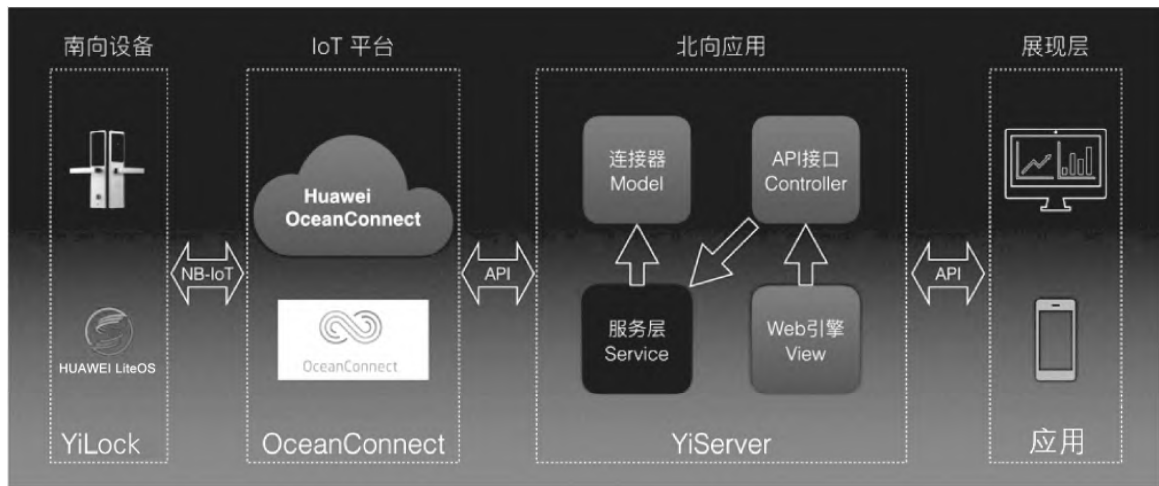 南向设备
IoT 平台
北向应用
展现层
连接器
Model
API接口
Controller
Huawei
OceanConnect
NB-IoT
API
API
服务层
Service
Web引擎
View
HUAWEI LiteOS
OceanConnect
YiLock
OceanConnect
YiServer
应用